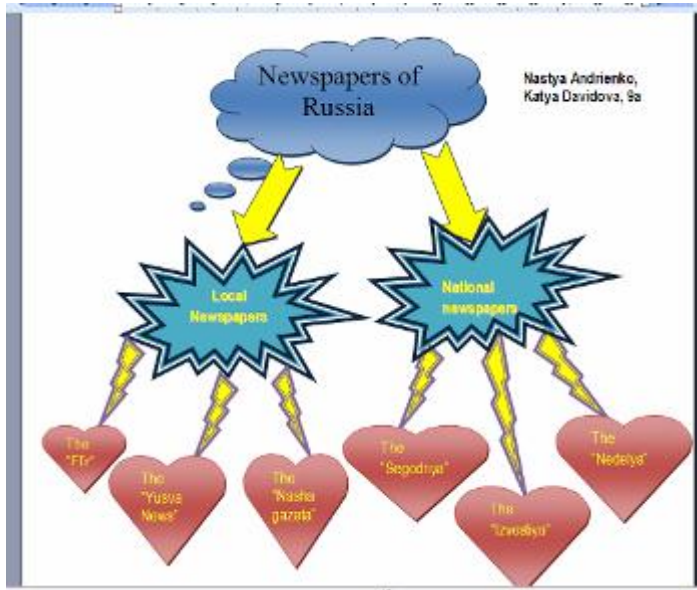 Newspapers of
Russia
Nastya Andrienko,
Katya Davidova, 9a
Local
Newspapers
National
newspapers
The
The
"Yusva
News"
The
"Nasha
gazeta"
The
"Segodnya"
The
"Izvestiya"
The
"Nedelya"